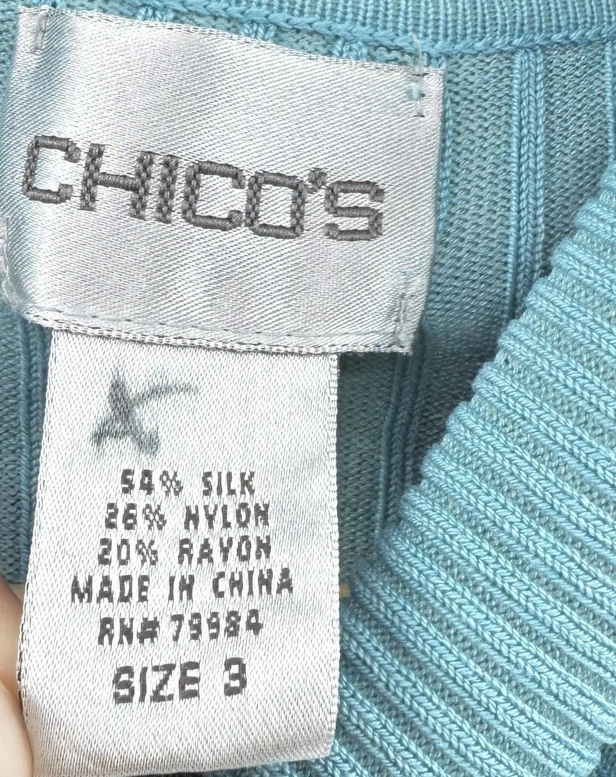 CHICO'S
54% SILK
26% NYLON
20% RAYON
MADE IN CHINA
RN# 79984
SIZE 3